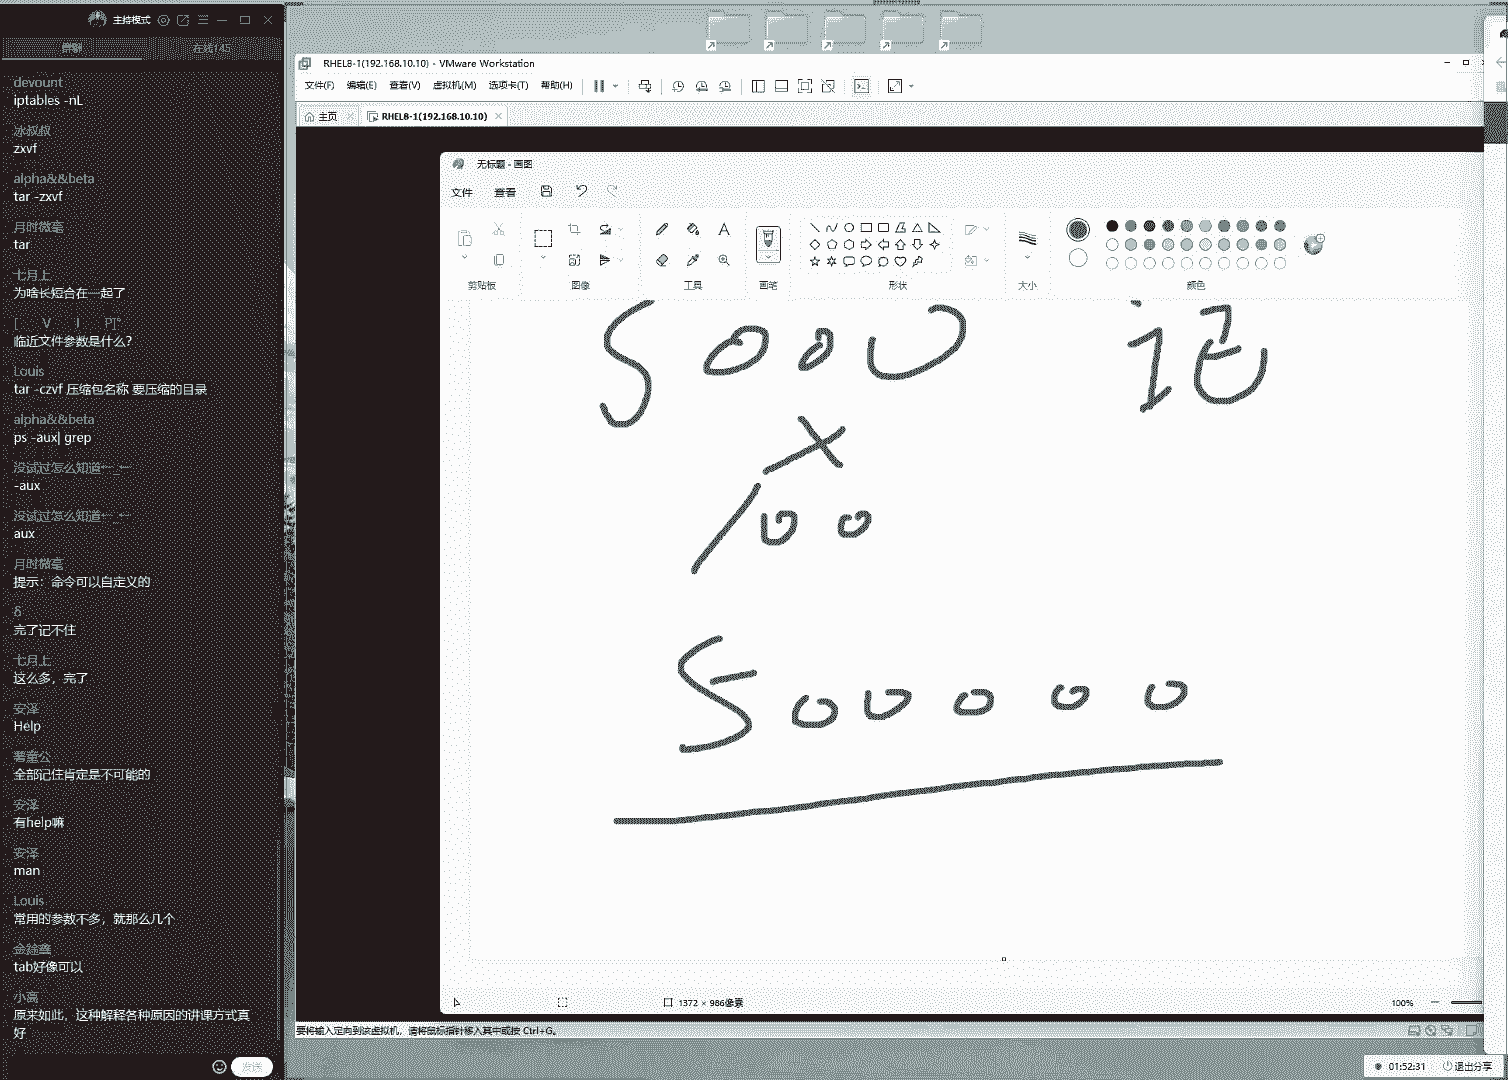 主持模式
群聊
在线145
devount
iptables -nL
冰叔叔
zxvf
alpha&&beta
tar -zxvf
月时微毫
tar
七月上
为啥长短合在一起了
[ V I P]°
临近文件参数是什么？
Louis
tar -czvf 压缩包名称 要压缩的目录
alpha&&beta
ps -aux| grep
没试过怎么知道←_←
-aux
没试过怎么知道←_←
aux
月时微毫
提示：命令可以自定义的
δ
完了记不住
七月上
这么多，完了
安泽
Help
全部记住肯定是不可能的
安泽
有help嘛
安泽
man
Louis
常用的参数不多，就那么几个
tab好像可以
小高
原来如此，这种解释各种原因的讲课方式真
好
发送
RHEL8-1(192.168.10.10) - VMware Workstation
文件(F) 编辑(E) 查看(V) 虚拟机(M) 选项卡(T) 帮助(H)
主页 RHEL8-1(192.168.10.10)
无标题 - 画图
文件 查看
剪贴板 图像 工具 画笔 形状 大小 颜色
5000 记
×
100
500000
1372 × 986像素
100%
要将输入定向到该虚拟机，请将鼠标指针移入其中或按 Ctrl+G。
01:52:31 退出分享